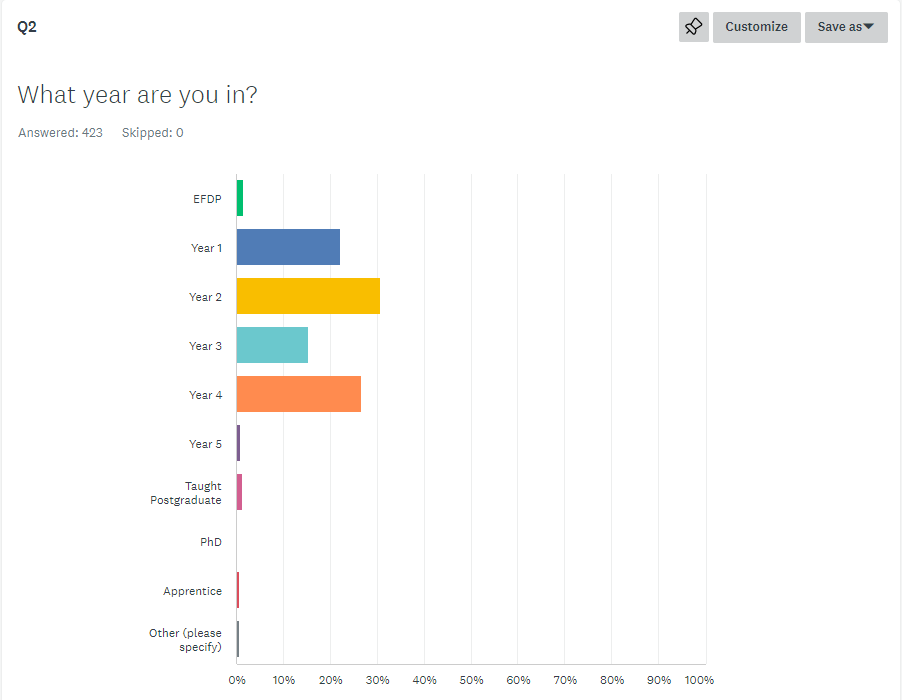 Q2
Customize
Save as
What year are you in?
Answered: 423 Skipped: 0
EFDP
Year 1
Year 2
Year 3
Year 4
Year 5
Taught
Postgraduate
PhD
Apprentice
Other (please
specify)
0% 10% 20% 30% 40% 50% 60% 70% 80% 90% 100%